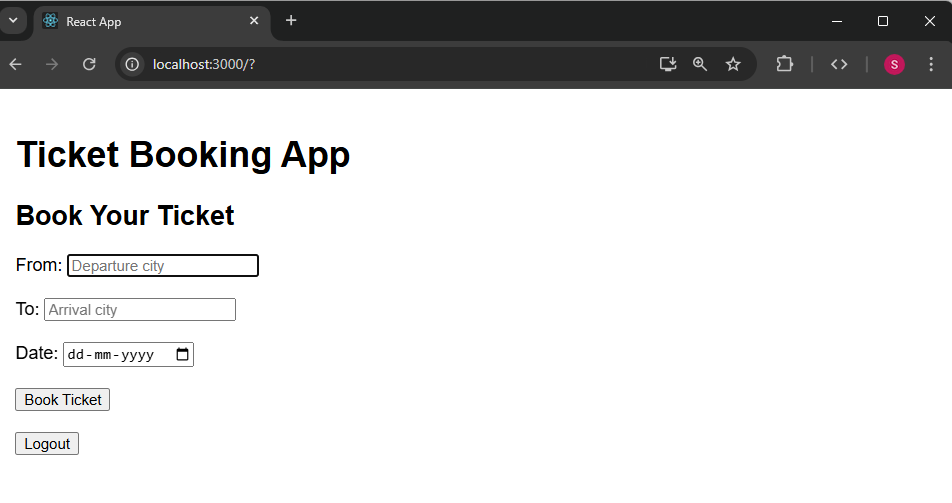 React App
localhost:3000/?
S
Ticket Booking App
Book Your Ticket
From: Departure city
To: Arrival city
Date: dd-mm-yyyy
Book Ticket
Logout